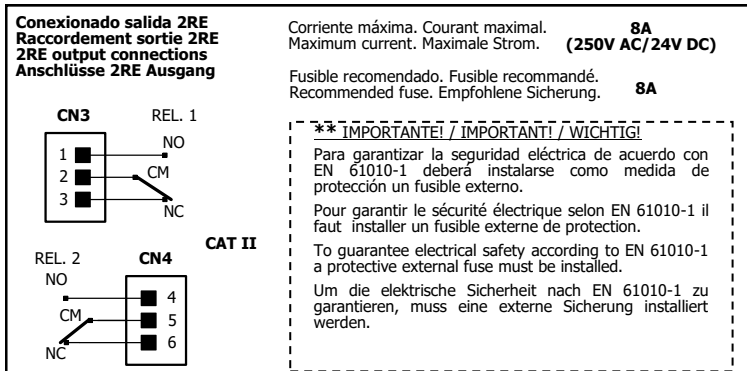 Conexionado salida 2RE
Raccordement sortie 2RE
2RE output connections
Anschlüsse 2RE Ausgang
CN3 REL. 1
NO
1
2 CM
3
NC
CAT II
REL. 2 CN4
NO
4
CM 5
6
NC
Corriente máxima. Courant maximal. 8A
Maximum current. Maximale Strom. (250V AC/24V DC)
Fusible recomendado. Fusible recommandé.
Recommended fuse. Empfohlene Sicherung. 8A
** IMPORTANTE! / IMPORTANT! / WICHTIG!
Para garantizar la seguridad eléctrica de acuerdo con
EN 61010-1 deberá instalarse como medida de
protección un fusible externo.
Pour garantir le sécurité électrique selon EN 61010-1 il
faut installer un fusible externe de protection.
To guarantee electrical safety according to EN 61010-1
a protective external fuse must be installed.
Um die elektrische Sicherheit nach EN 61010-1 zu
garantieren, muss eine externe Sicherung installiert
werden.